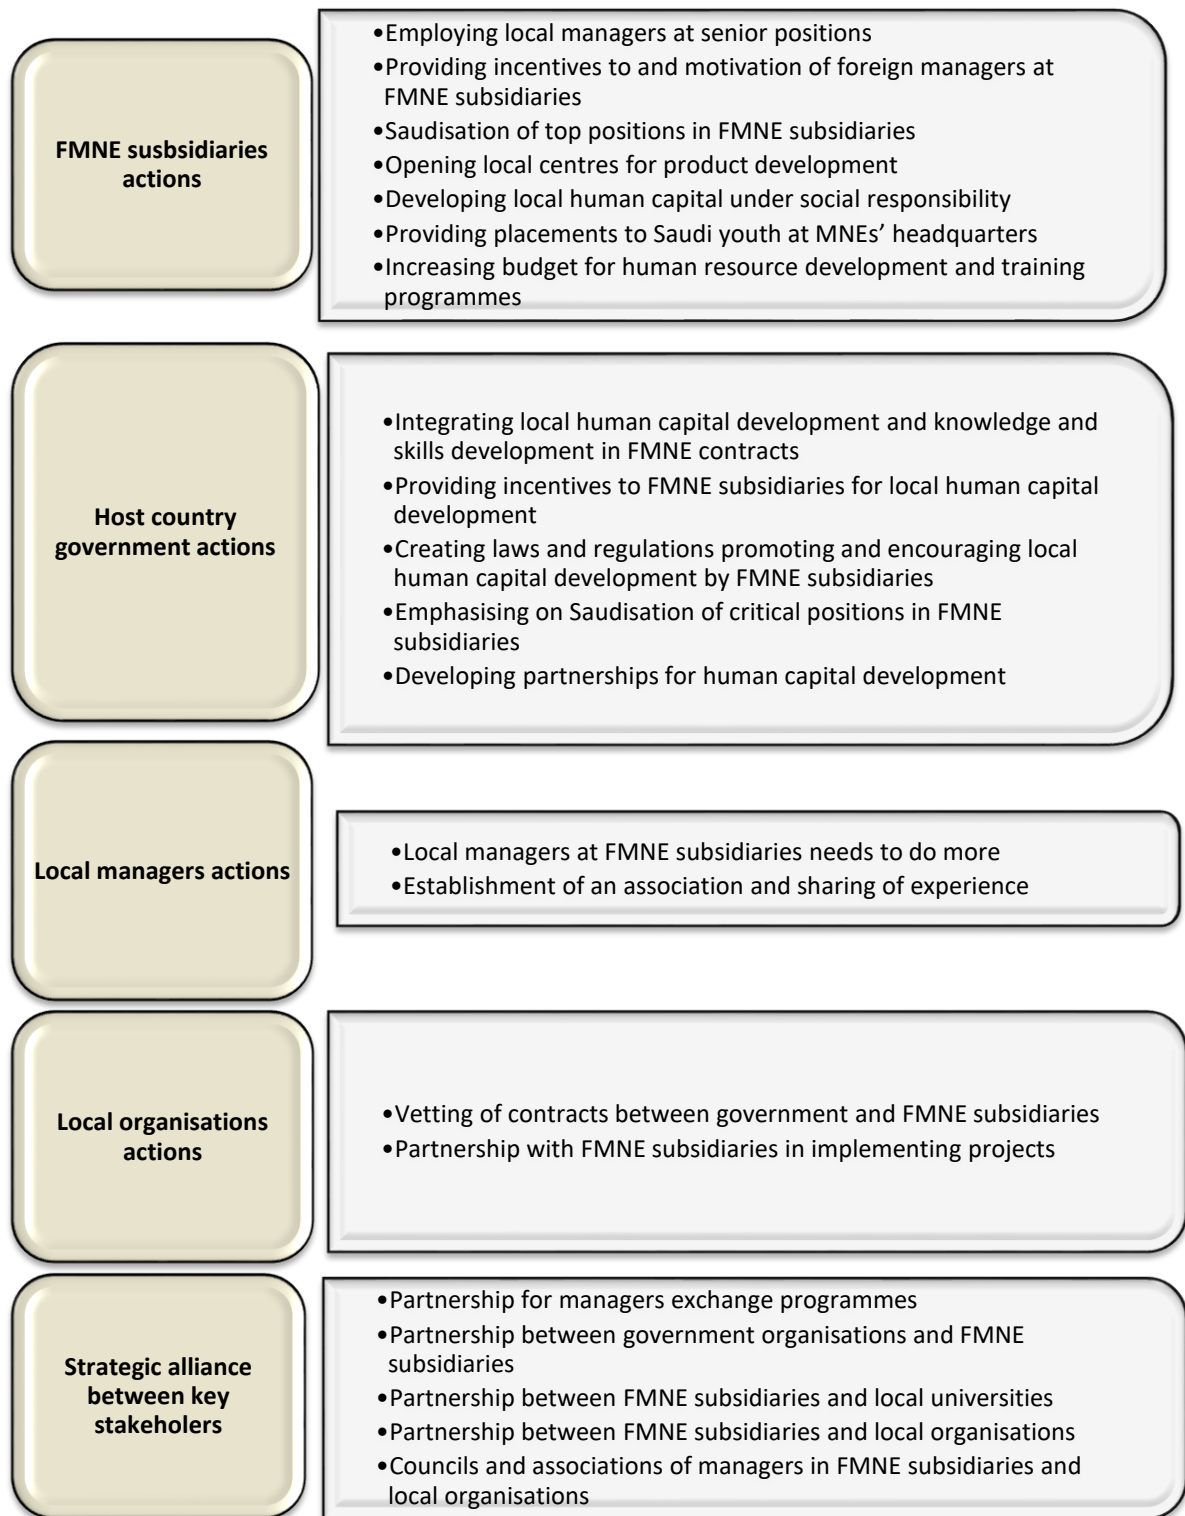 FMNE susbsidiaries
actions
•Employing local managers at senior positions
•Providing incentives to and motivation of foreign managers at
FMNE subsidiaries
•Saudisation of top positions in FMNE subsidiaries
•Opening local centres for product development
•Developing local human capital under social responsibility
•Providing placements to Saudi youth at MNEs’ headquarters
•Increasing budget for human resource development and training
programmes
Host country
government actions
•Integrating local human capital development and knowledge and
skills development in FMNE contracts
•Providing incentives to FMNE subsidiaries for local human capital
development
•Creating laws and regulations promoting and encouraging local
human capital development by FMNE subsidiaries
•Emphasising on Saudisation of critical positions in FMNE
subsidiaries
•Developing partnerships for human capital development
Local managers actions
•Local managers at FMNE subsidiaries needs to do more
•Establishment of an association and sharing of experience
Local organisations
actions
•Vetting of contracts between government and FMNE subsidiaries
•Partnership with FMNE subsidiaries in implementing projects
Strategic alliance
between key
stakeholers
•Partnership for managers exchange programmes
•Partnership between government organisations and FMNE
subsidiaries
•Partnership between FMNE subsidiaries and local universities
•Partnership between FMNE subsidiaries and local organisations
•Councils and associations of managers in FMNE subsidiaries and
local organisations